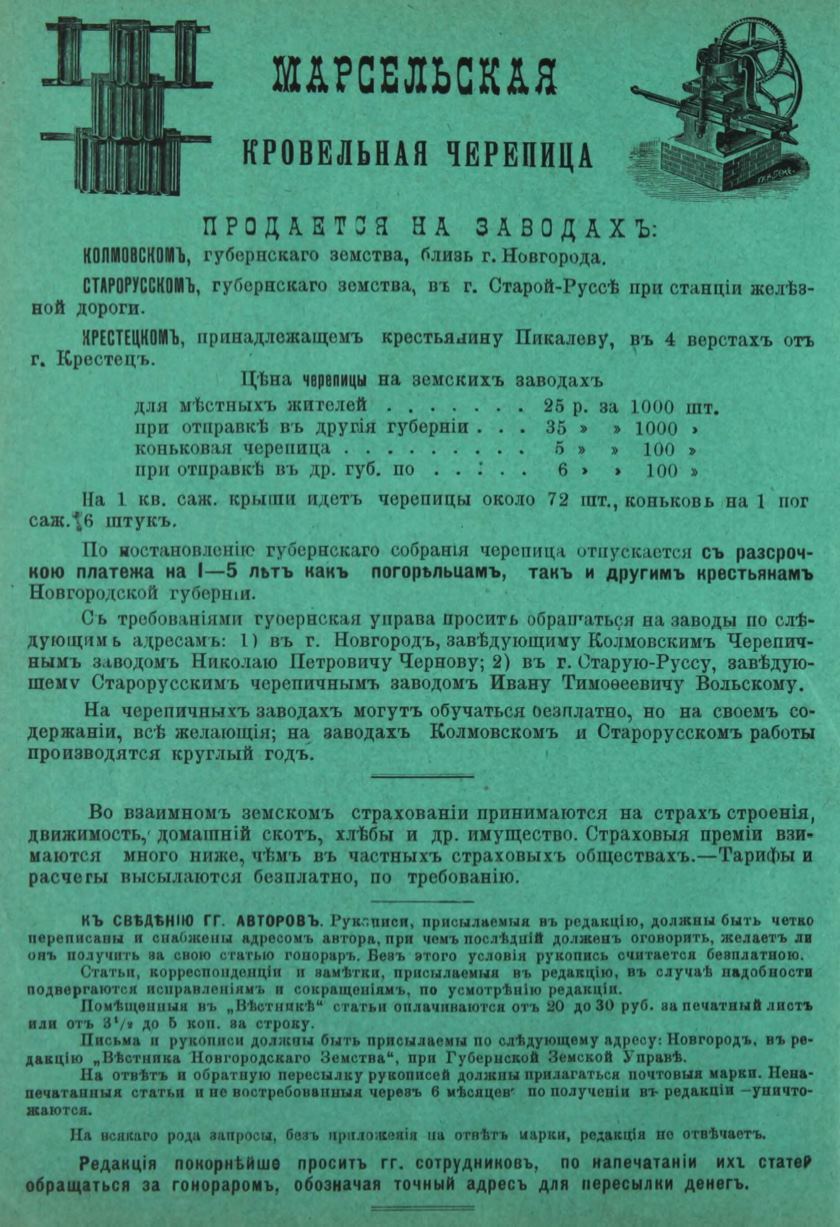 МАРСЕЛЬСКАЯ
КРОВЕЛЬНАЯ ЧЕРЕПИЦА
ПРОДАЕТСЯ НА ЗАВОДАХЪ:
КОЛМОВСКОМЪ, губернскаго земства, близь г. Новгорода.
СТАРОРУССКОМЪ, губернскаго земства, въ г. Старой-Руссѣ при станціи желѣз-
ной дороги.
КРЕСТЕЦКОМЪ, принадлежащемъ крестьянину Пикалеву, въ 4 верстахъ отъ
г. Крестецъ.
Цѣна черепицы на земскихъ заводахъ
для мѣстныхъ жителей . . . . . . . 25 р. за 1000 шт.
при отправкѣ въ другія губерніи . . . 35 » » 1000 »
коньковая черепица . . . . . . . . . 5 » » 100 »
при отправкѣ въ др. губ. по . . . . . 6 » » 100 »
На 1 кв. саж. крыши идетъ черепицы около 72 шт., коньковъ на 1 пог
саж. 6 штукъ.
По постановленію губернскаго собранія черепица отпускается съ разсроч-
кою платежа на 1—5 лѣтъ какъ погорѣльцамъ, такъ и другимъ крестьянамъ
Новгородской губерніи.
Съ требованіями губернская управа проситъ обращаться на заводы по слѣ-
дующимъ адресамъ: 1) въ г. Новгородъ, завѣдующиму Колмовскимъ Черепич-
нымъ заводомъ Николаю Петровичу Чернову; 2) въ г. Старую-Руссу, завѣдую-
шему Старорусскимъ черепичнымъ заводомъ Ивану Тимоѳеевичу Вольскому.
На черепичныхъ заводахъ могутъ обучаться безплатно, но на своемъ со-
держаніи, всѣ желающія; на заводахъ Колмовскомъ и Старорусскомъ работы
производятся круглый годъ.
Во взаимномъ земскомъ страхованіи принимаются на страхъ строенія,
движимость, домашній скотъ, хлѣбы и др. имущество. Страховыя преміи взи-
маются много ниже, чѣмъ въ частныхъ страховыхъ обществахъ.—Тарифы и
расчеты высылаются безплатно, по требованію.
КЪ СВѢДѢНІЮ ГГ. АВТОРОВЪ. Рукописи, присылаемыя въ редакцію, должны быть четко
переписаны и снабжены адресомъ автора, при чемъ послѣдній долженъ оговорить, желаетъ ли
онъ получить за свою статью гонораръ. Безъ этого условія рукопись считается безплатною.
Статьи, корреспонденціи и замѣтки, присылаемыя въ редакцію, въ случаѣ надобности
подвергаются исправленіямъ и сокращеніямъ, по усмотрѣнію редакціи.
Помѣщенныя въ „Вѣстникѣ“ статьи оплачиваются отъ 20 до 30 руб. за печатный листъ
или отъ 3¹/₂ до 5 коп. за строку.
Письма и рукописи должны быть присылаемы по слѣдующему адресу: Новгородъ, въ ре-
дакцію „Вѣстника Новгородскаго Земства“, при Губернской Земской Управѣ.
На отвѣтъ и обратную пересылку рукописей должны прилагаться почтовыя марки. Нена-
печатанныя статьи и не востребованныя черезъ 6 мѣсяцевъ по полученіи въ редакціи —уничто-
жаются.
На всякаго рода запросы, безъ приложенія на отвѣтъ марки, редакція не отвѣчаетъ.
Редакція покорнѣйше проситъ гг. сотрудниковъ, по напечатаніи ихъ статей
обращаться за гонораромъ, обозначая точный адресъ для пересылки денегъ.